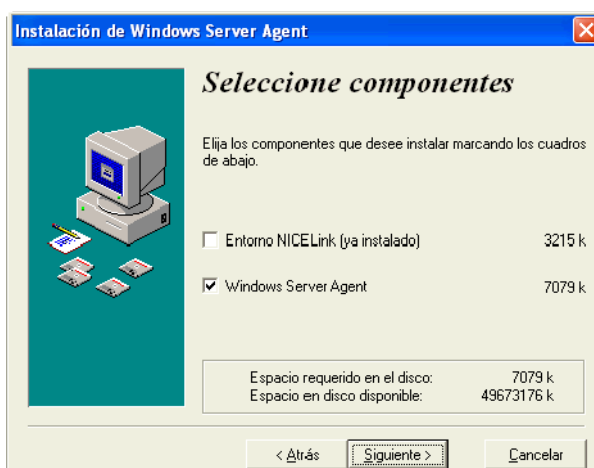 Instalación de Windows Server Agent
Seleccione componentes
Elija los componentes que desee instalar marcando los cuadros
de abajo.
Entorno NICELink (ya instalado) 3215 k
Windows Server Agent 7079 k
Espacio requerido en el disco: 7079 k
Espacio en disco disponible: 49673176 k
< Atrás Siguiente > Cancelar